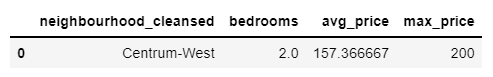 neighbourhood_cleansed bedrooms avg_price max_price
0 Centrum-West 2.0 157.366667 200